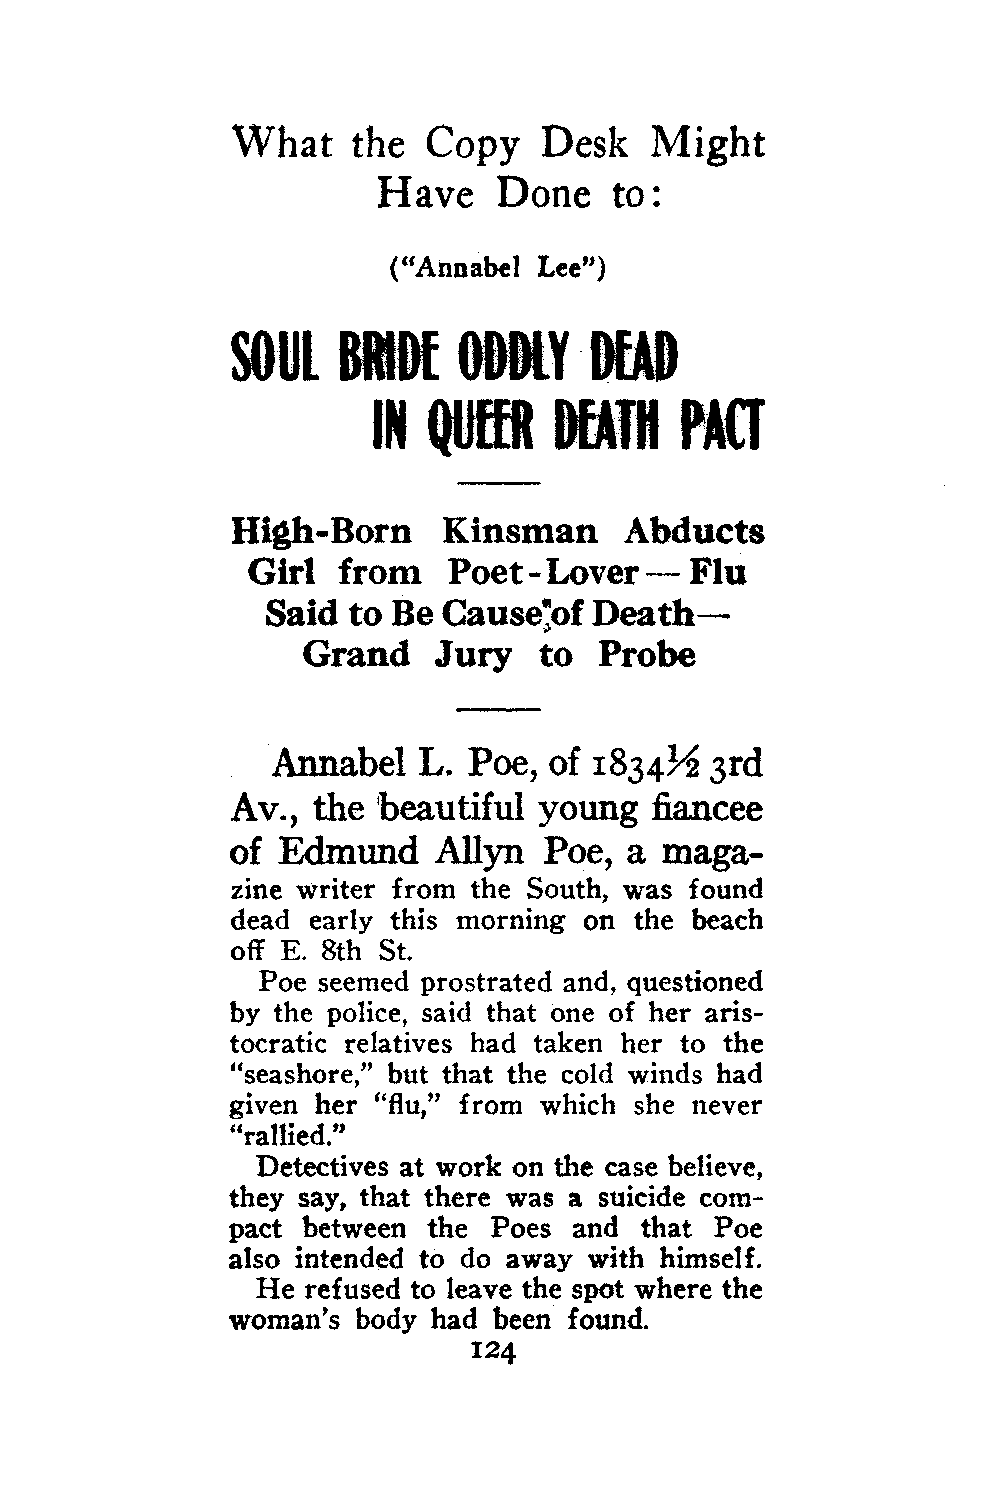 What the Copy Desk Might
Have Done to:
(“Annabel Lee”)
SOUL BRIDE ODDLY DEAD
IN QUEER DEATH PACT
High-Born Kinsman Abducts
Girl from Poet-Lover—Flu
Said to Be Cause of Death—
Grand Jury to Probe
Annabel L. Poe, of 1834½ 3rd
Av., the beautiful young fiancee
of Edmund Allyn Poe, a maga-
zine writer from the South, was found
dead early this morning on the beach
off E. 8th St.
Poe seemed prostrated and, questioned
by the police, said that one of her aris-
tocratic relatives had taken her to the
“seashore,” but that the cold winds had
given her “flu,” from which she never
“rallied.”
Detectives at work on the case believe,
they say, that there was a suicide com-
pact between the Poes and that Poe
also intended to do away with himself.
He refused to leave the spot where the
woman’s body had been found.
124